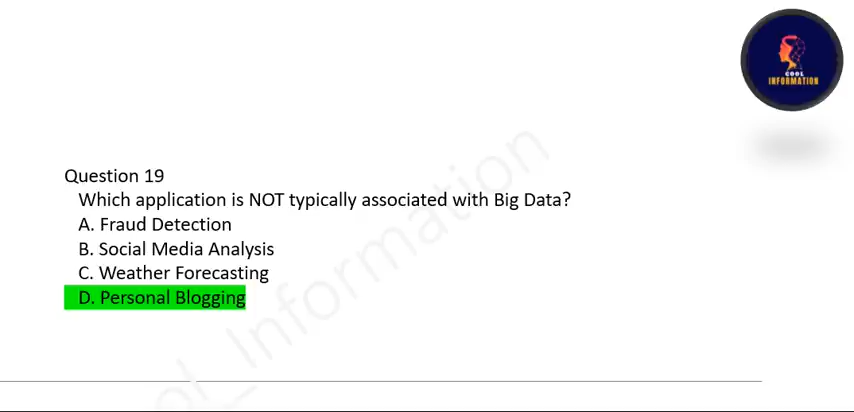 COOL
INFORMATION
Question 19
Which application is NOT typically associated with Big Data?
A. Fraud Detection
B. Social Media Analysis
C. Weather Forecasting
D. Personal Blogging
ol_Information